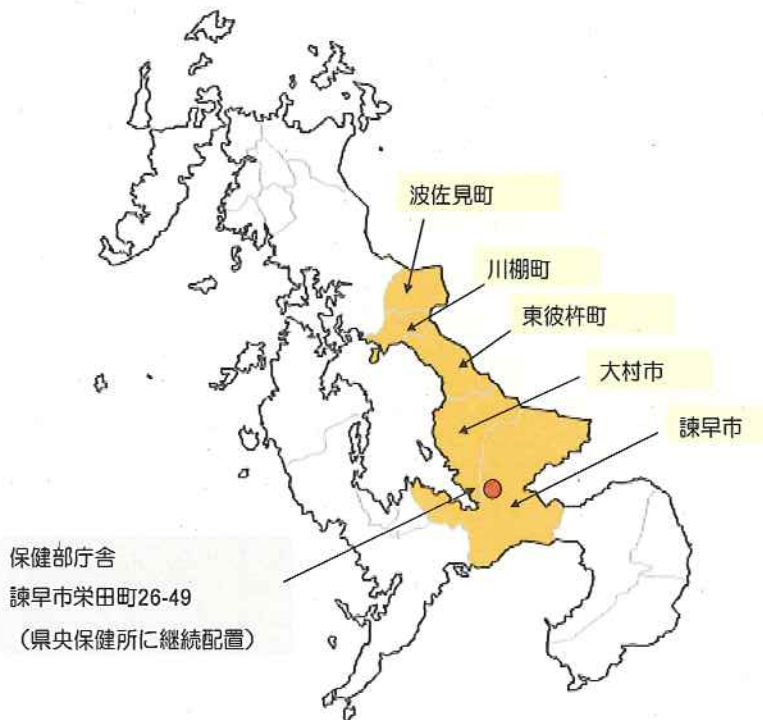 波佐見町
川棚町
東彼杵町
大村市
諫早市
保健部庁舎
諫早市栄田町26-49
（県央保健所に継続配置）